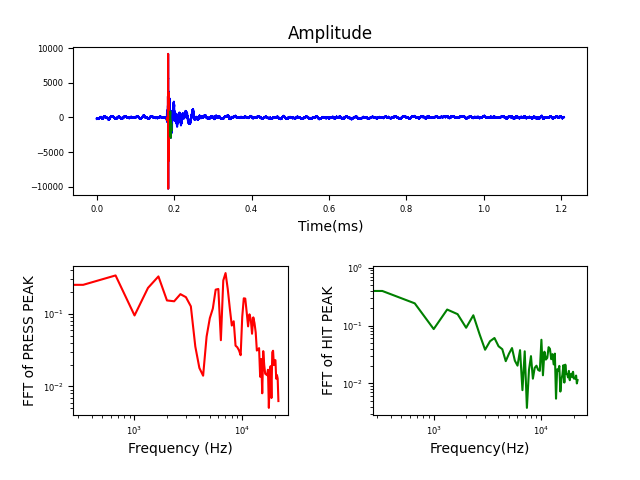 Amplitude
10000
5000
0
−5000
−10000
0.0 0.2 0.4 0.6 0.8 1.0 1.2
Time(ms)
FFT of PRESS PEAK
10⁻¹
10⁻²
10³ 10⁴
Frequency (Hz)
FFT of HIT PEAK
10⁰
10⁻¹
10⁻²
10³ 10⁴
Frequency(Hz)